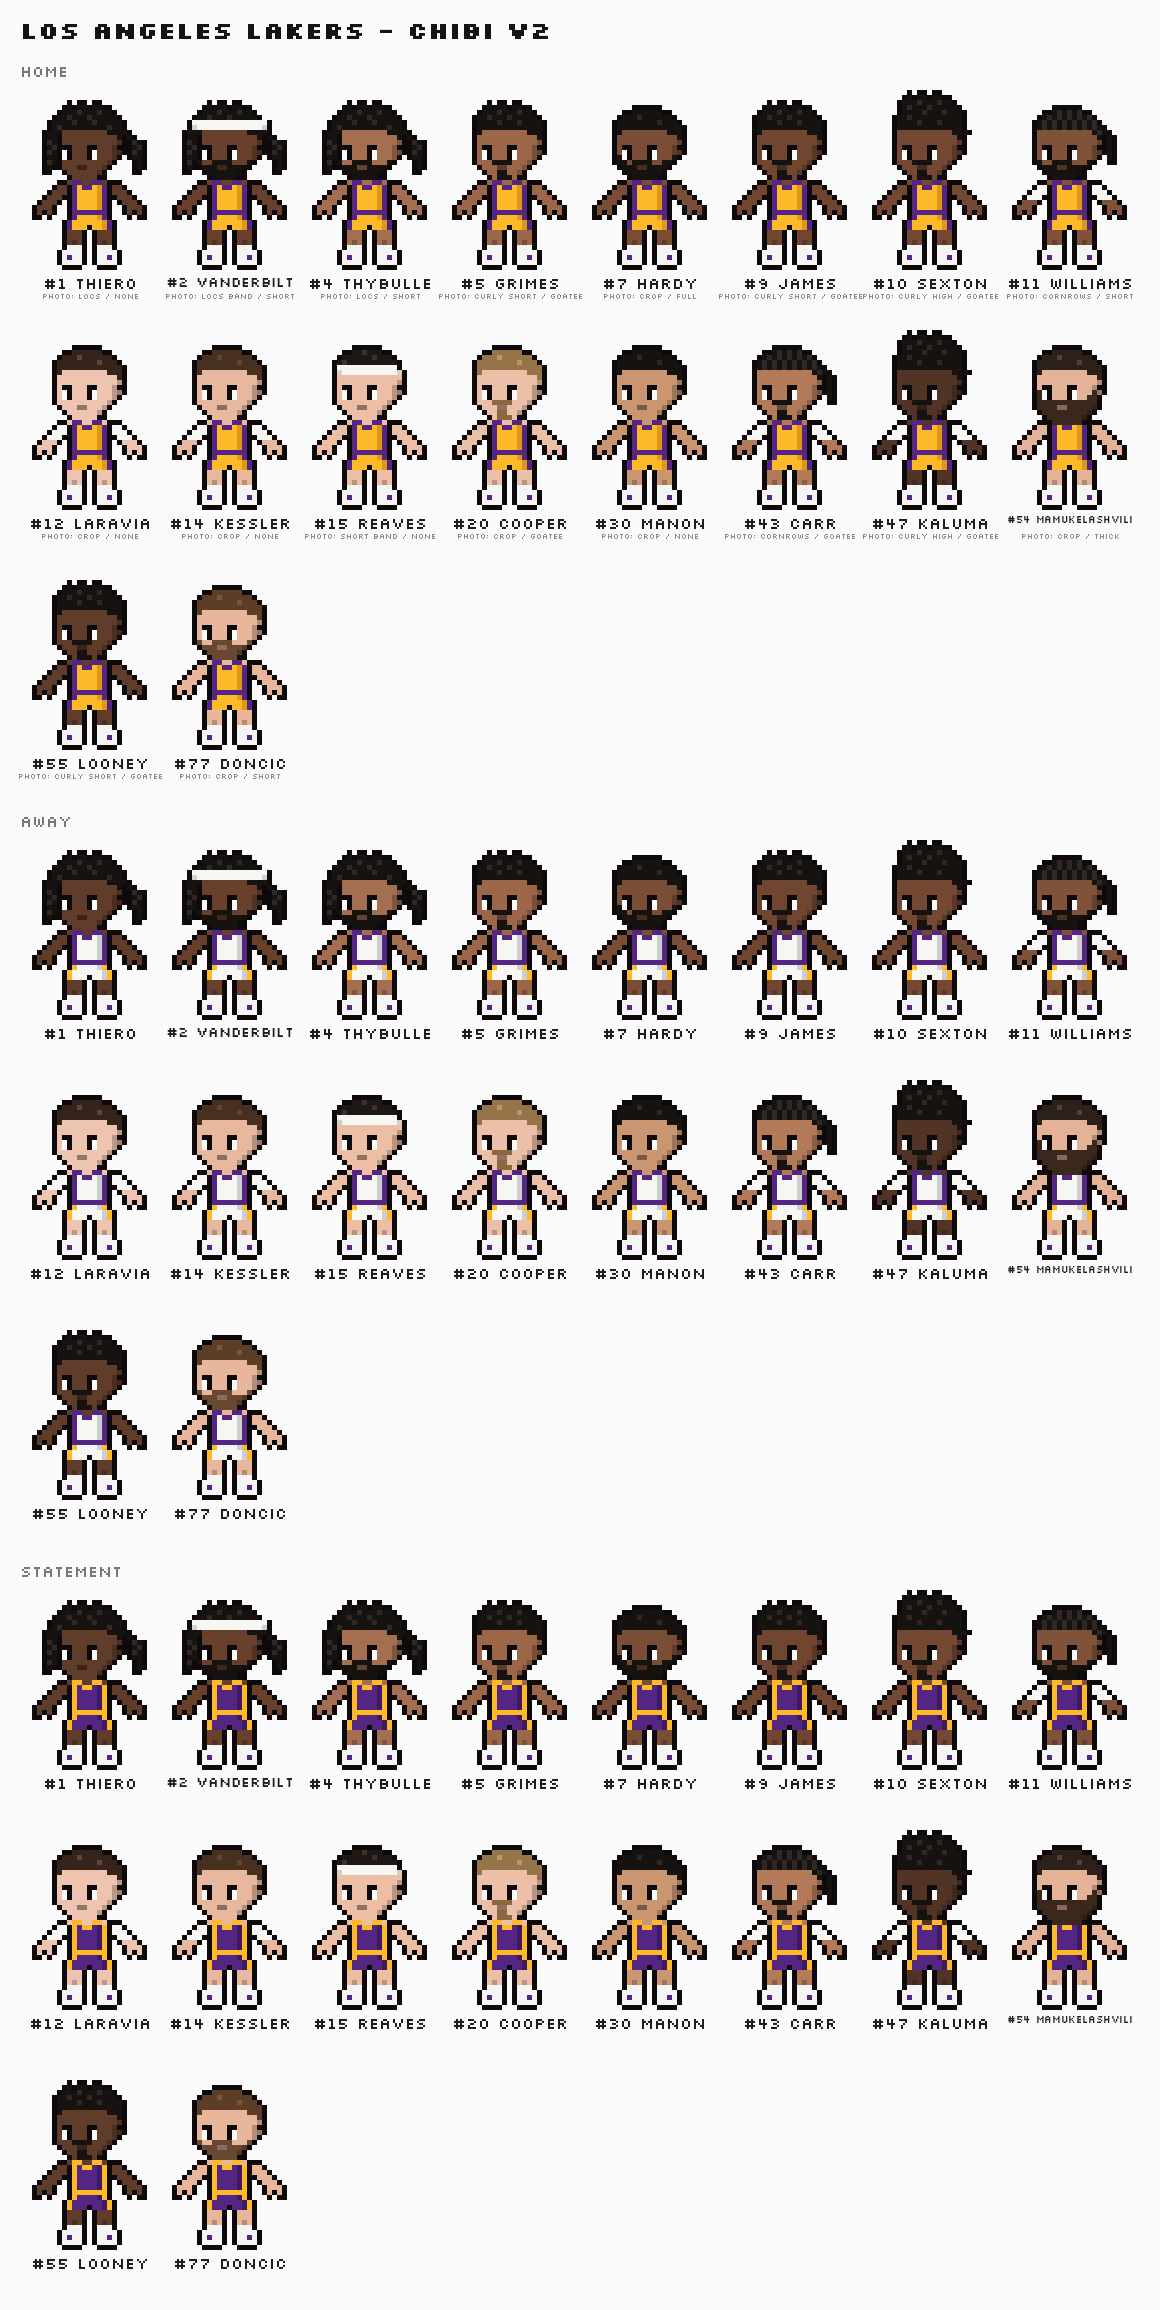 LOS ANGELES LAKERS - CHIBI V2
HOME
#1 THIERO #2 VANDERBILT #4 THYBULLE #5 GRIMES #7 HARDY #9 JAMES #10 SEXTON #11 WILLIAMS
PHOTO: LOCS / NONE PHOTO: LOCS BAND / SHORT PHOTO: LOCS / SHORT PHOTO: CURLY SHORT / GOATEE PHOTO: CROP / FULL PHOTO: CURLY SHORT / GOATEE PHOTO: CURLY HIGH / GOATEE PHOTO: CORNROWS / SHORT
#12 LARAVIA #14 KESSLER #15 REAVES #20 COOPER #30 MANON #43 CARR #47 KALUMA #54 MAMUKELASHVILI
PHOTO: CROP / NONE PHOTO: CROP / NONE PHOTO: SHORT BAND / NONE PHOTO: CROP / GOATEE PHOTO: CROP / NONE PHOTO: CORNROWS / GOATEE PHOTO: CURLY HIGH / GOATEE PHOTO: CROP / THICK
#55 LOONEY #77 DONCIC
PHOTO: CURLY SHORT / GOATEE PHOTO: CROP / SHORT
AWAY
#1 THIERO #2 VANDERBILT #4 THYBULLE #5 GRIMES #7 HARDY #9 JAMES #10 SEXTON #11 WILLIAMS
#12 LARAVIA #14 KESSLER #15 REAVES #20 COOPER #30 MANON #43 CARR #47 KALUMA #54 MAMUKELASHVILI
#55 LOONEY #77 DONCIC
STATEMENT
#1 THIERO #2 VANDERBILT #4 THYBULLE #5 GRIMES #7 HARDY #9 JAMES #10 SEXTON #11 WILLIAMS
#12 LARAVIA #14 KESSLER #15 REAVES #20 COOPER #30 MANON #43 CARR #47 KALUMA #54 MAMUKELASHVILI
#55 LOONEY #77 DONCIC